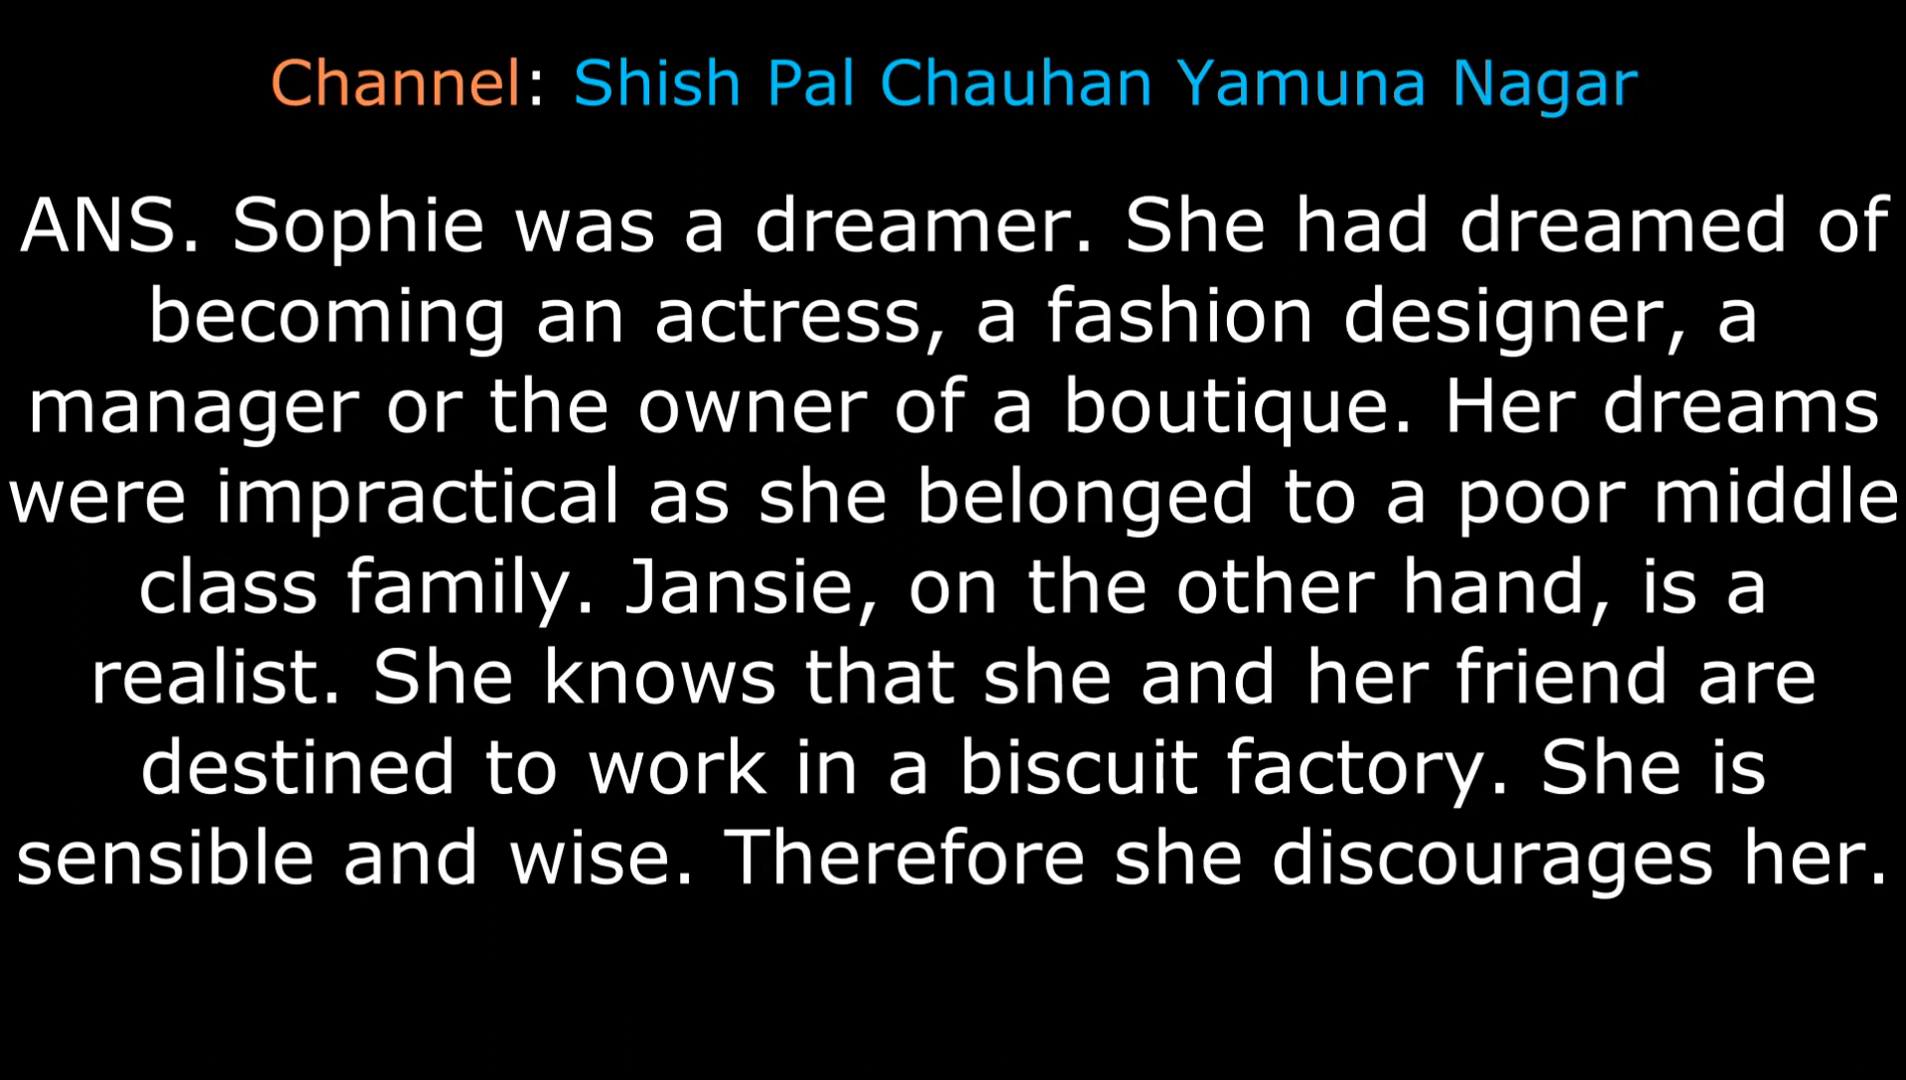 Channel: Shish Pal Chauhan Yamuna Nagar
ANS. Sophie was a dreamer. She had dreamed of
becoming an actress, a fashion designer, a
manager or the owner of a boutique. Her dreams
were impractical as she belonged to a poor middle
class family. Jansie, on the other hand, is a
realist. She knows that she and her friend are
destined to work in a biscuit factory. She is
sensible and wise. Therefore she discourages her.